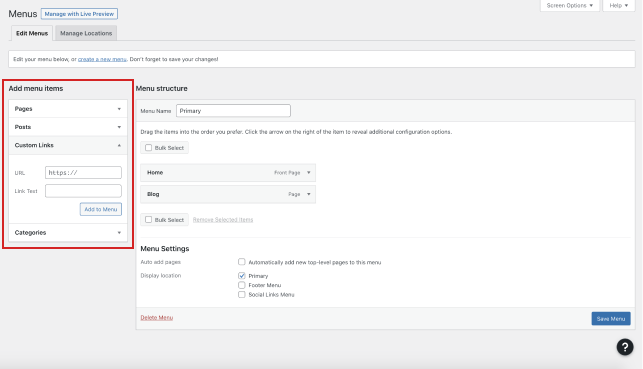 Screen Options ▼ Help ▼
Menus Manage with Live Preview
Edit Menus Manage Locations
Edit your menu below, or create a new menu. Don't forget to save your changes!
Add menu items
Pages
Posts
Custom Links
URL https://
Link Text
Add to Menu
Categories
Menu structure
Menu Name Primary
Drag the items into the order you prefer. Click the arrow on the right of the item to reveal additional configuration options.
Bulk Select
Home Front Page
Blog Page
Bulk Select Remove Selected Items
Menu Settings
Auto add pages Automatically add new top-level pages to this menu
Display location Primary
Footer Menu
Social Links Menu
Delete Menu Save Menu
?